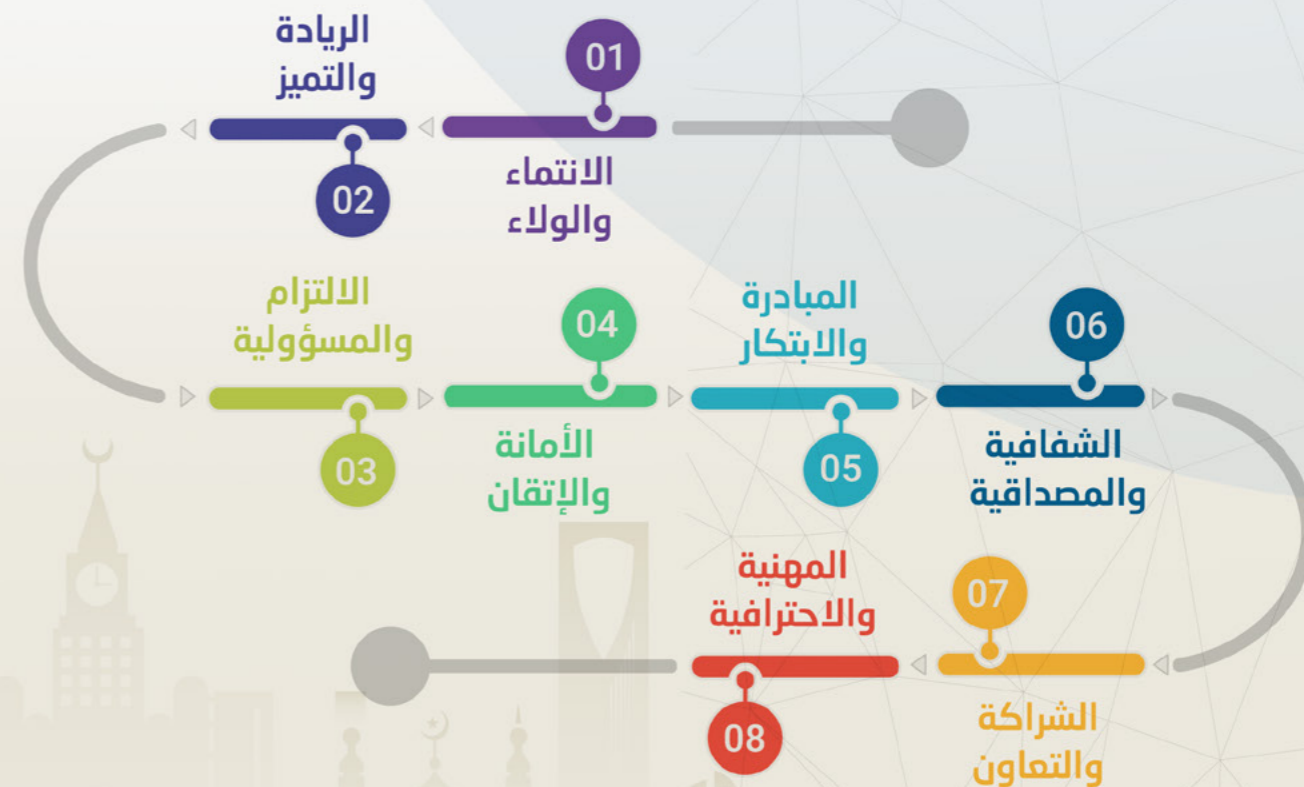 01
الانتماء
والولاء
الريادة
والتميز
02
الالتزام
والمسؤولية
03
04
الأمانة
والإتقان
المبادرة
والابتكار
05
06
الشفافية
والمصداقية
07
الشراكة
والتعاون
المهنية
والاحترافية
08